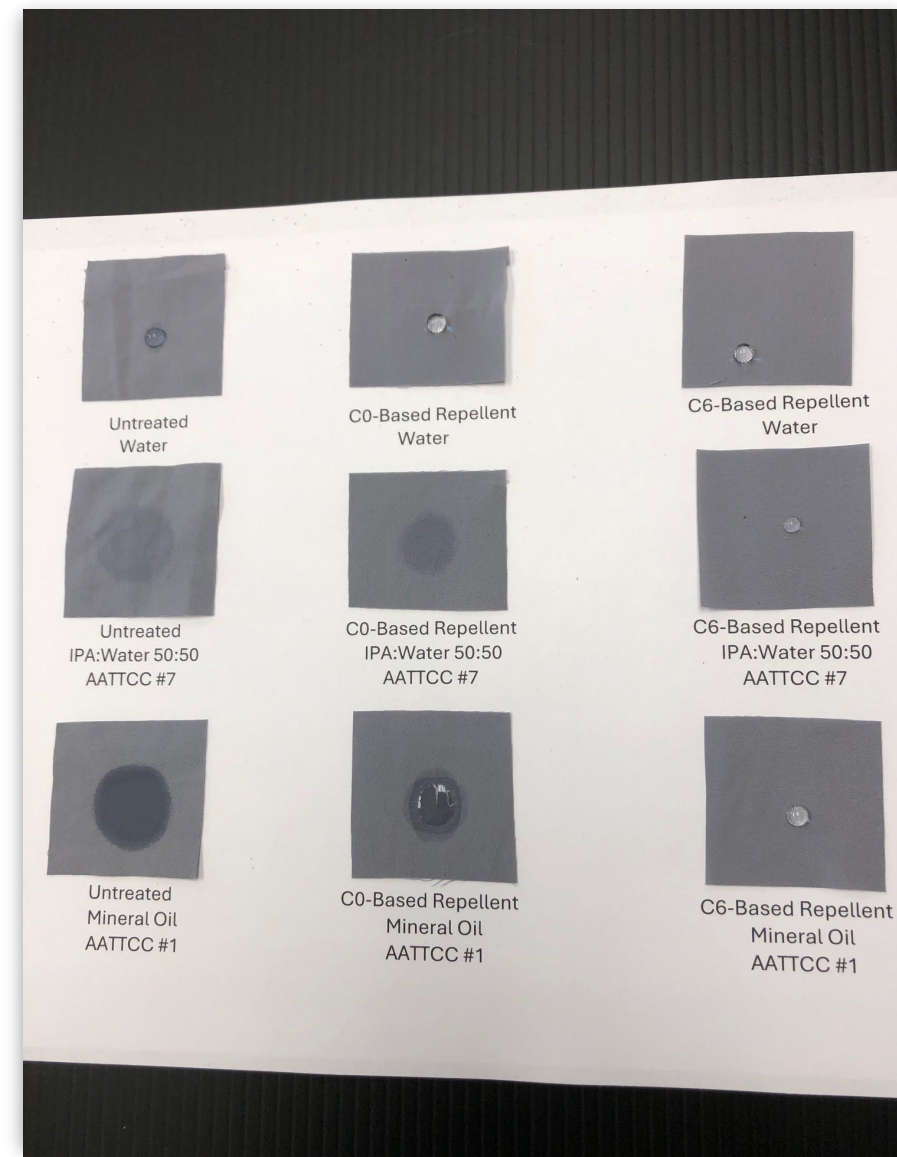 Untreated
Water
C0-Based Repellent
Water
C6-Based Repellent
Water
Untreated
IPA:Water 50:50
AATTCC #7
C0-Based Repellent
IPA:Water 50:50
AATTCC #7
C6-Based Repellent
IPA:Water 50:50
AATTCC #7
Untreated
Mineral Oil
AATTCC #1
C0-Based Repellent
Mineral Oil
AATTCC #1
C6-Based Repellent
Mineral Oil
AATTCC #1